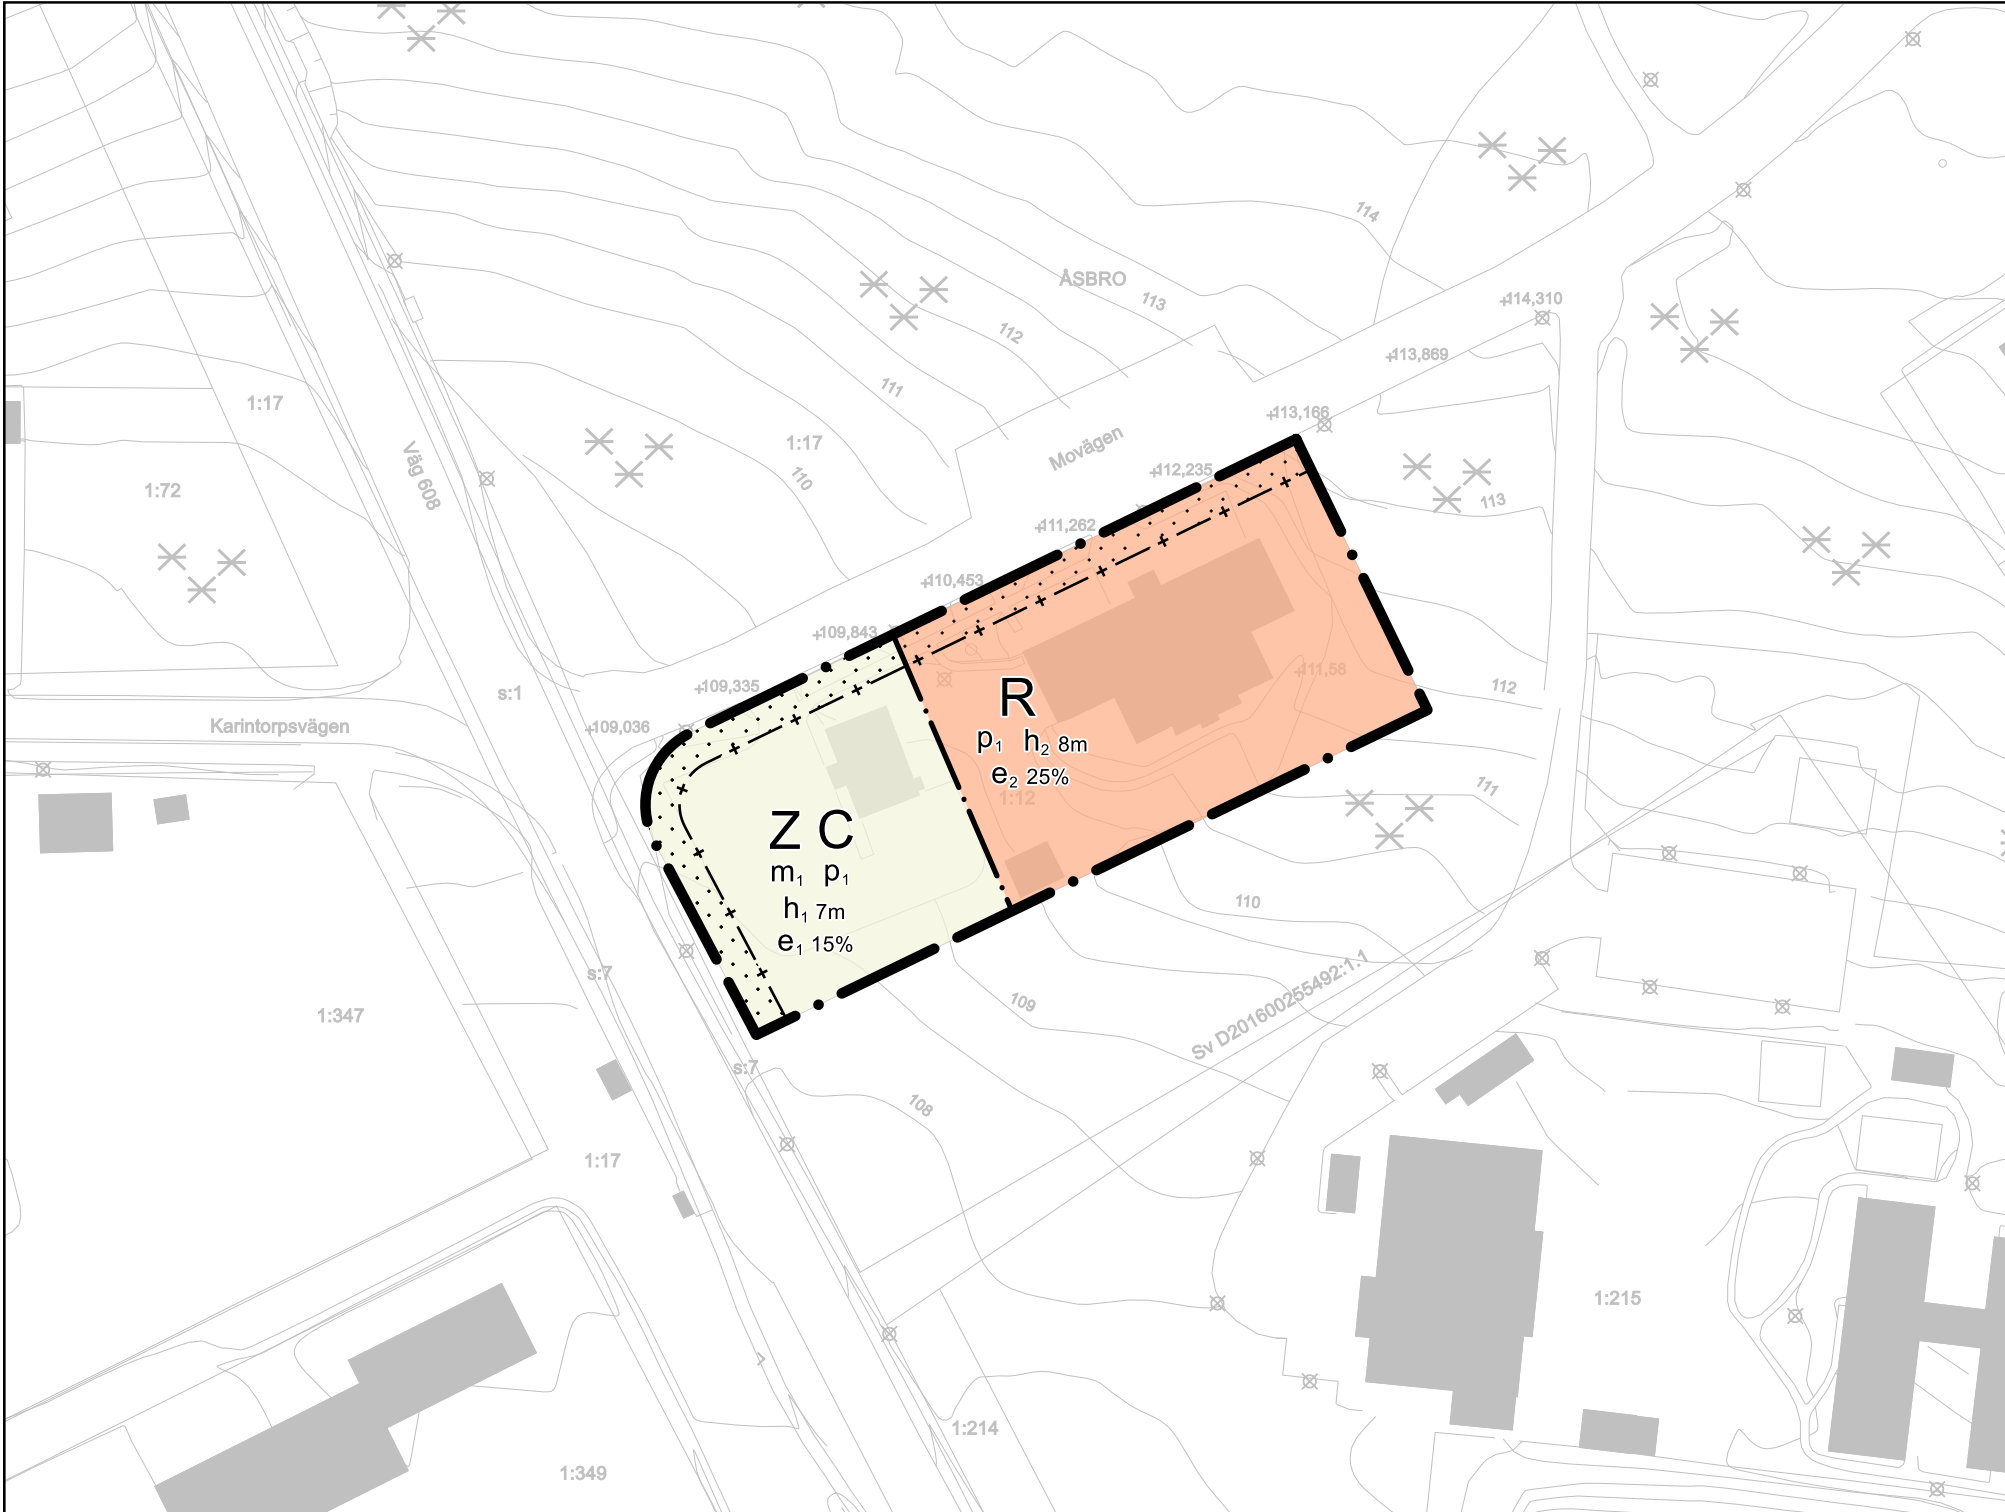 114
ÅSBRO
113
+114,310
112
+113,869
111
1:17
+113,166
1:17
Movägen
110
+112,235
Väg 608
1:72
113
+111,262
+110,453
+109,843
+111,58
+109,335
s:1
R
112
Karintorpsvägen
+109,036
p1 h2 8m
e2 25%
111
1:12
Z C
m1 p1
h1 7m
e1 15%
110
s:7
109
Sv D201600255492:1.1
1:347
s:7
108
1:17
1:215
1:214
1:349